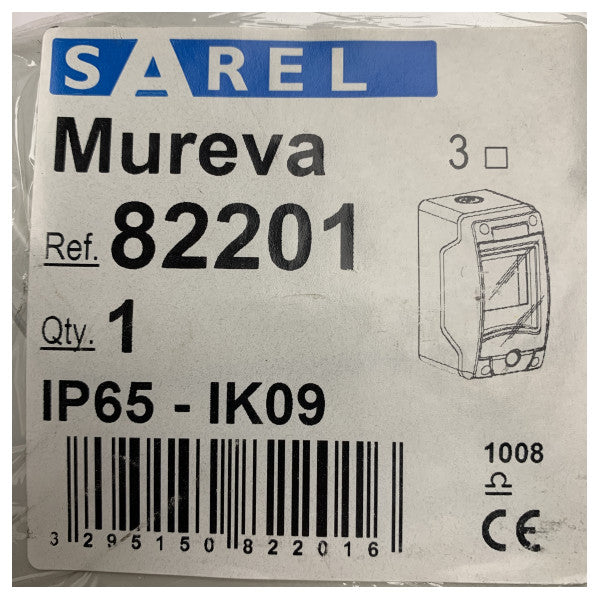 SAREL
Mureva
3
Ref. 82201
Qty. 1
IP65 - IK09
1008
CE
3 295150 822016